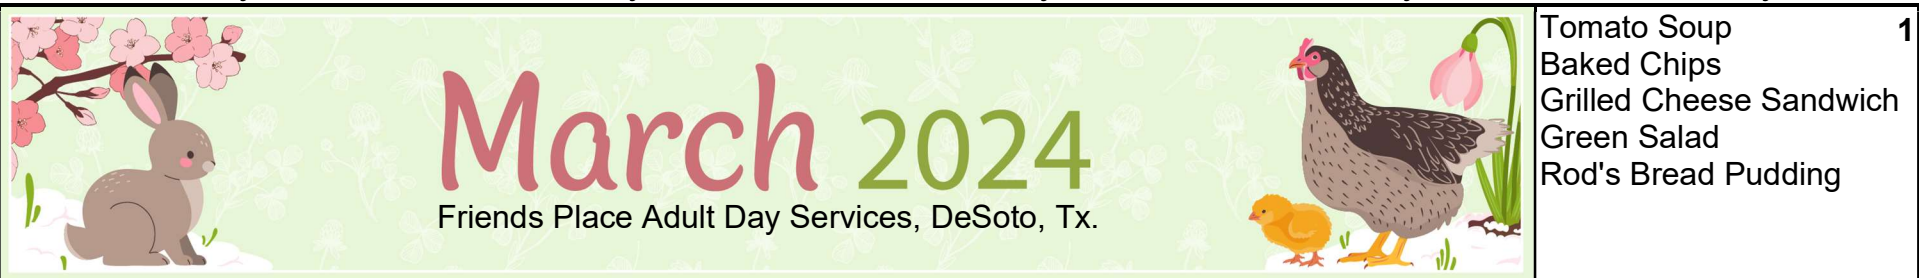 March 2024
Friends Place Adult Day Services, DeSoto, Tx.
Tomato Soup 1
Baked Chips
Grilled Cheese Sandwich
Green Salad
Rod's Bread Pudding